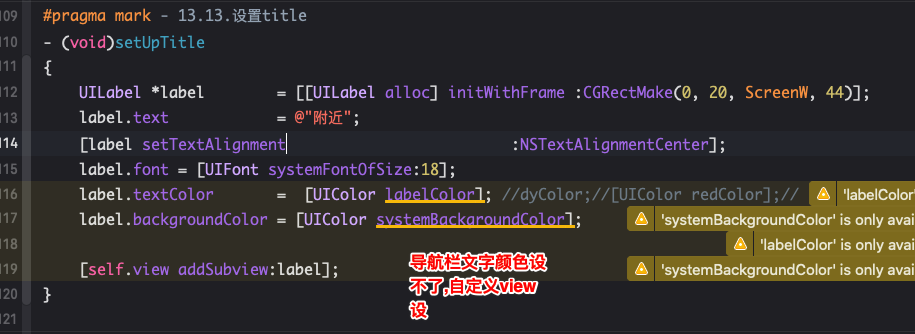 109 #pragma mark - 13.13.设置title
110 - (void)setUpTitle
111 {
112 UILabel *label = [[UILabel alloc] initWithFrame :CGRectMake(0, 20, ScreenW, 44)];
113 label.text = @"附近";
114 [label setTextAlignment :NSTextAlignmentCenter];
115 label.font = [UIFont systemFontOfSize:18];
116 label.textColor = [UIColor labelColor]; //dyColor;//[UIColor redColor];// 'labelColor'
117 label.backgroundColor = [UIColor systemBackgroundColor]; 'systemBackgroundColor' is only avai
118 'labelColor' is only avai
119 [self.view addSubview:label]; 'systemBackgroundColor' is only avai
120 }
121
导航栏文字颜色设
不了,自定义view
设